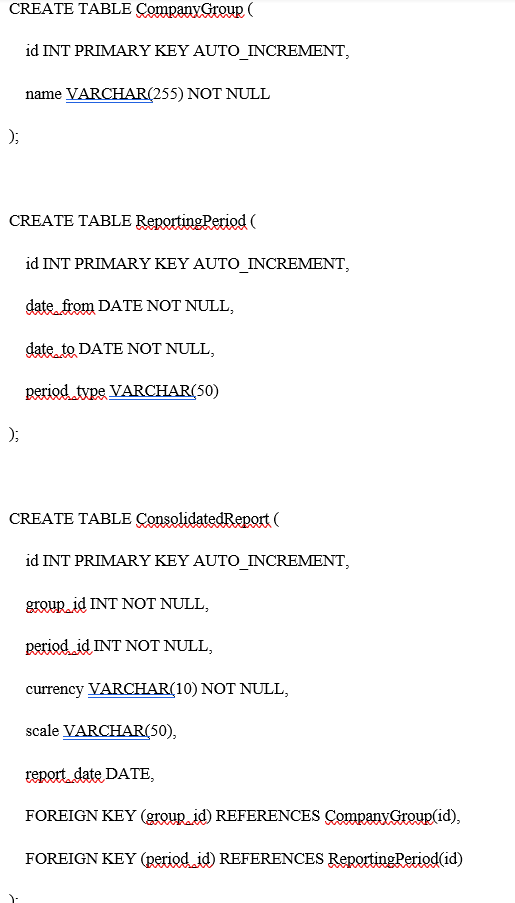 CREATE TABLE CompanyGroup (
id INT PRIMARY KEY AUTO_INCREMENT,
name VARCHAR(255) NOT NULL
);
CREATE TABLE ReportingPeriod (
id INT PRIMARY KEY AUTO_INCREMENT,
date_from DATE NOT NULL,
date_to DATE NOT NULL,
period_type VARCHAR(50)
);
CREATE TABLE ConsolidatedReport (
id INT PRIMARY KEY AUTO_INCREMENT,
group_id INT NOT NULL,
period_id INT NOT NULL,
currency VARCHAR(10) NOT NULL,
scale VARCHAR(50),
report_date DATE,
FOREIGN KEY (group_id) REFERENCES CompanyGroup(id),
FOREIGN KEY (period_id) REFERENCES ReportingPeriod(id)
);